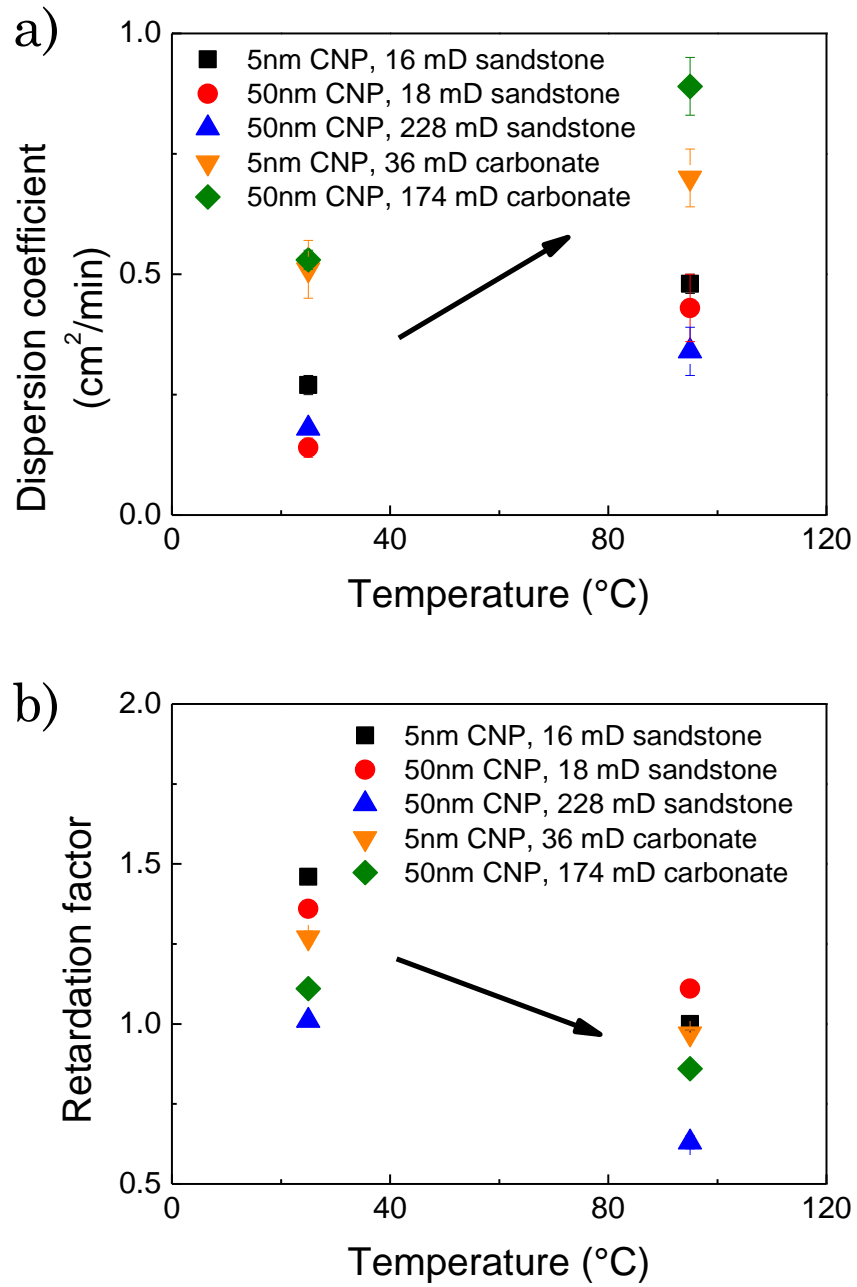 a)
1.0
0.5
0.0
Dispersion coefficient
(cm²/min)
5nm CNP, 16 mD sandstone
50nm CNP, 18 mD sandstone
50nm CNP, 228 mD sandstone
5nm CNP, 36 mD carbonate
50nm CNP, 174 mD carbonate
0 40 80 120
Temperature (°C)
b)
2.0
1.5
1.0
0.5
Retardation factor
5nm CNP, 16 mD sandstone
50nm CNP, 18 mD sandstone
50nm CNP, 228 mD sandstone
5nm CNP, 36 mD carbonate
50nm CNP, 174 mD carbonate
0 40 80 120
Temperature (°C)